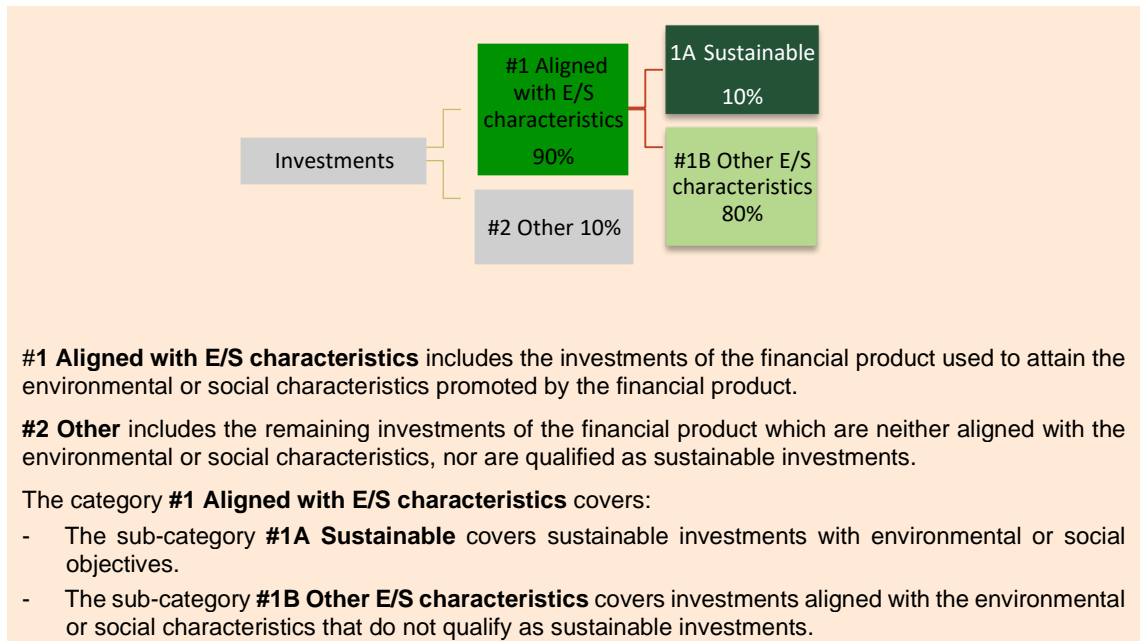 #1 Aligned
with E/S
characteristics
90%
1A Sustainable
10%
Investments
#1B Other E/S
characteristics
80%
#2 Other 10%
#1 Aligned with E/S characteristics includes the investments of the financial product used to attain the
environmental or social characteristics promoted by the financial product.
#2 Other includes the remaining investments of the financial product which are neither aligned with the
environmental or social characteristics, nor are qualified as sustainable investments.
The category #1 Aligned with E/S characteristics covers:
- The sub-category #1A Sustainable covers sustainable investments with environmental or social
objectives.
- The sub-category #1B Other E/S characteristics covers investments aligned with the environmental
or social characteristics that do not qualify as sustainable investments.